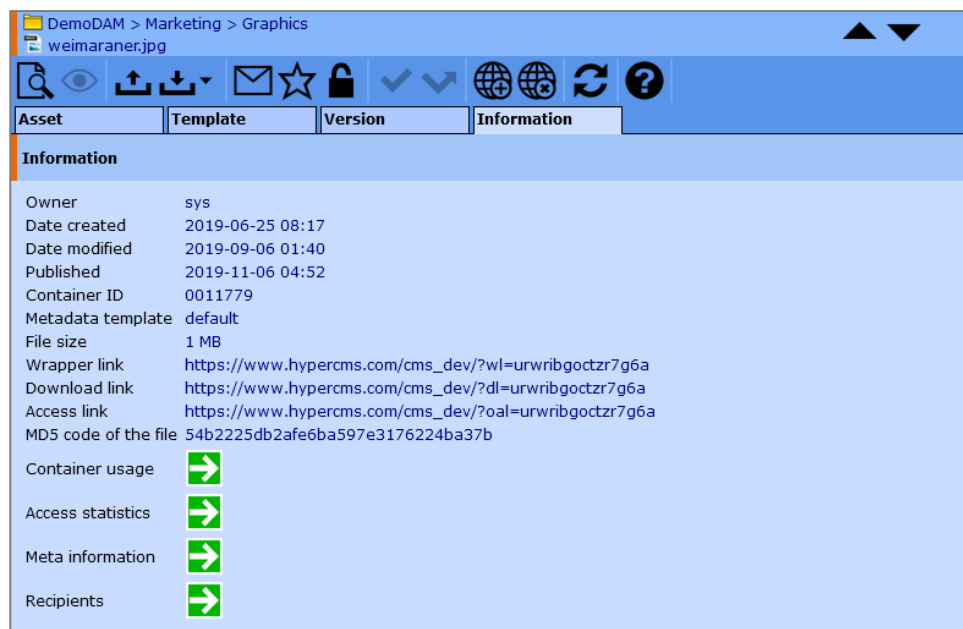 DemoDAM > Marketing > Graphics
weimaraner.jpg
Asset Template Version Information
Information
Owner sys
Date created 2019-06-25 08:17
Date modified 2019-09-06 01:40
Published 2019-11-06 04:52
Container ID 0011779
Metadata template default
File size 1 MB
Wrapper link https://www.hypercms.com/cms_dev/?wl=urwribgoctzr7g6a
Download link https://www.hypercms.com/cms_dev/?dl=urwribgoctzr7g6a
Access link https://www.hypercms.com/cms_dev/?oal=urwribgoctzr7g6a
MD5 code of the file 54b2225db2afe6ba597e3176224ba37b
Container usage
Access statistics
Meta information
Recipients